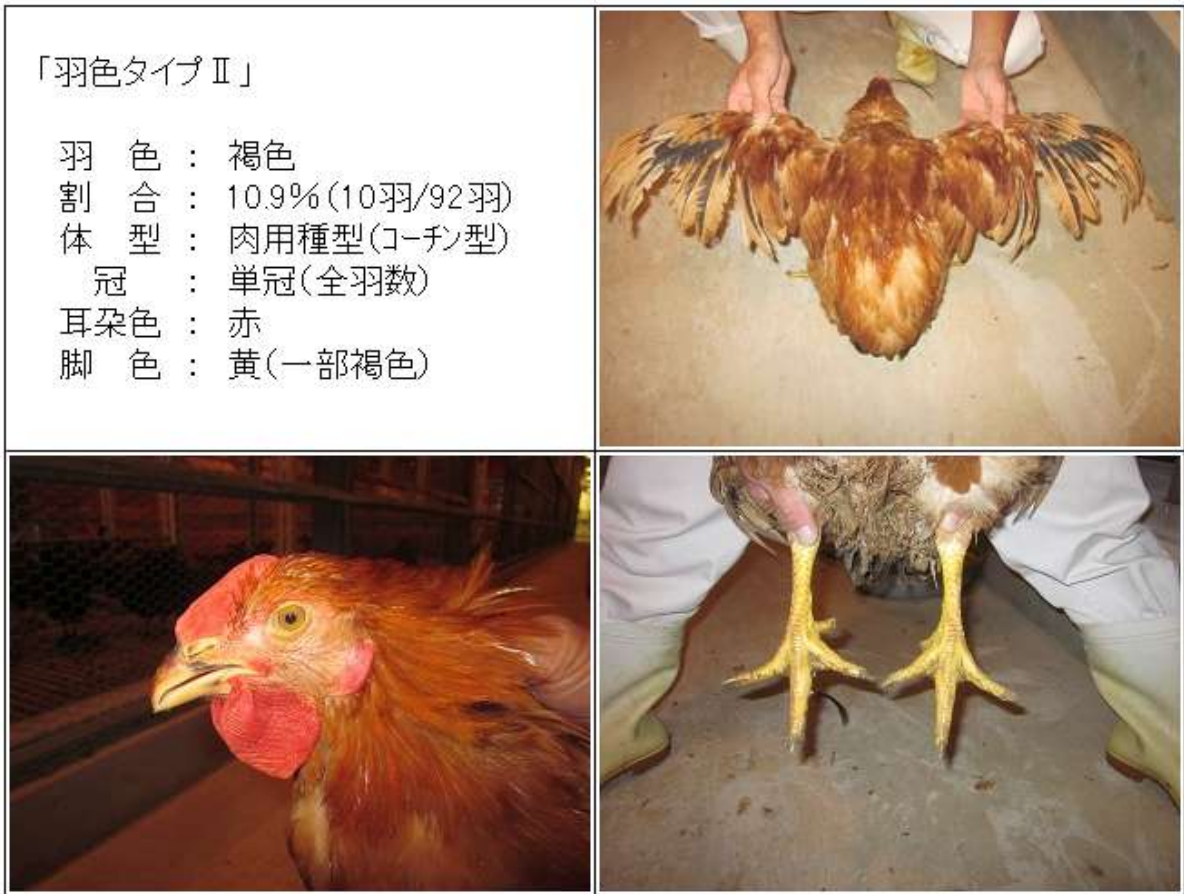 「羽色タイプⅡ」
羽　色 ： 褐色
割　合 ： 10.9%(10羽/92羽)
体　型 ： 肉用種型(コーチン型)
冠 ： 単冠(全羽数)
耳朶色 ： 赤
脚　色 ： 黄(一部褐色)